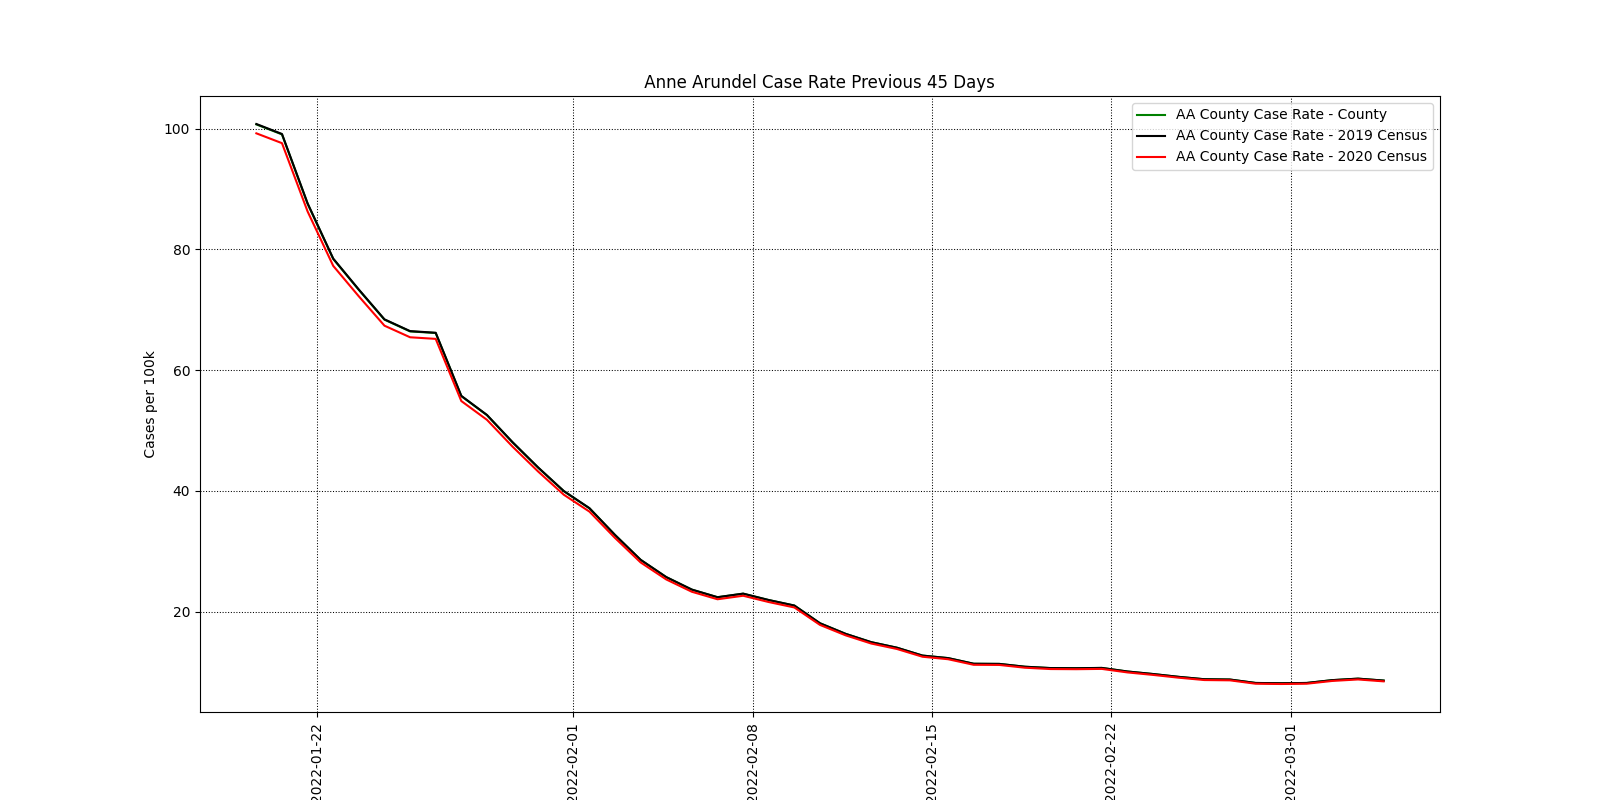 Anne Arundel Case Rate Previous 45 Days
AA County Case Rate - County
AA County Case Rate - 2019 Census
AA County Case Rate - 2020 Census
Cases per 100k
100
80
60
40
20
2022-01-22
2022-02-01
2022-02-08
2022-02-15
2022-02-22
2022-03-01